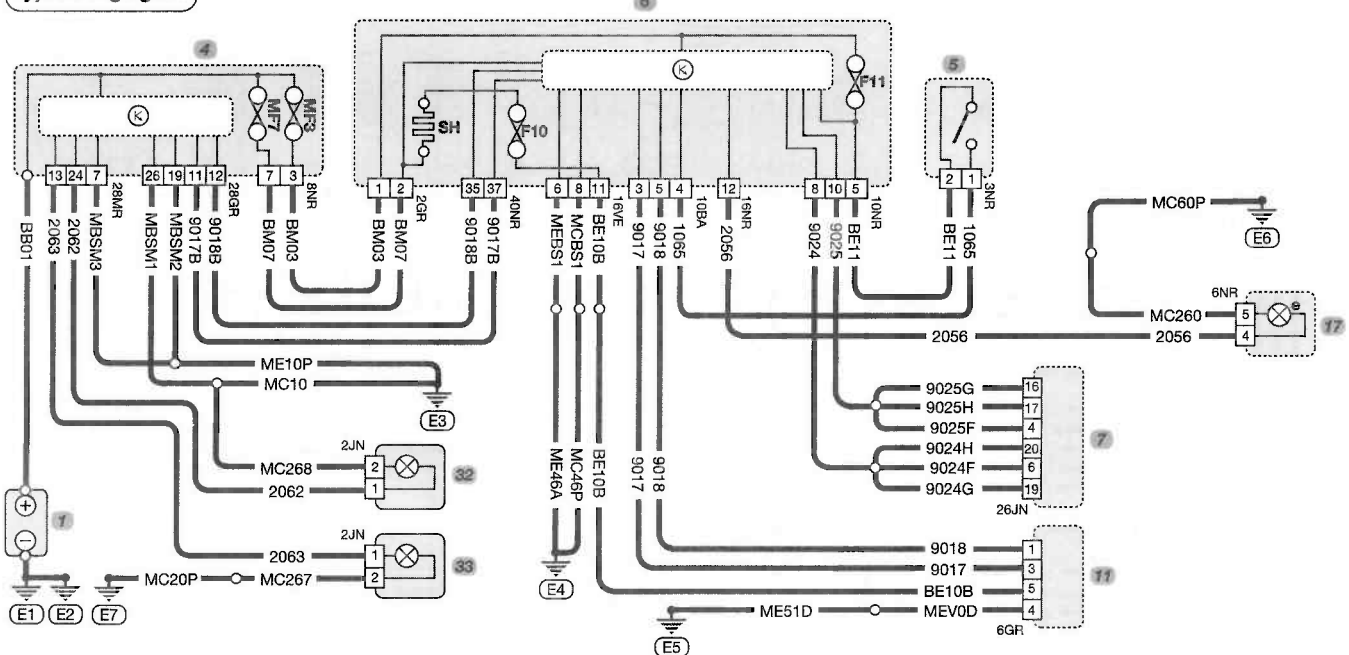 6
4
5
K
MF7
MF3
K
SH
F10
F11
13 24 7 28MR
26 19 11 12 28GR
7 3 8NR
1 2 2GR
35 37 40NR
6 8 11 16VE
3 5 4 10BA
12 16NR
8 10 5 10NR
2 1 3NR
BB01
2063
2062
MBSM3
MBSM1
MBSM2
9017B
9018B
BM07
BM03
BM03
BM07
9018B
9017B
MEBS1
MCBS1
BE10B
9017
9018
1065
2056
9024
9025
BE11
BE11
1065
MC60P
E6
6NR
MC260 5
17
2056 2056 4
ME10P
MC10
E3
9025G 16
9025H 17
9025F 4
7
9024H 20
9024F 6
9024G 19
26JN
2JN
MC268 2
32
2062 1
ME46A
MC46P
BE10B
9017
9018
1
+
−
2JN
2063 1
33
MC20P MC267 2
E1 E2 E7
E4
9018 1
9017 3
11
BE10B 5
ME51D MEV0D 4
6GR
E5